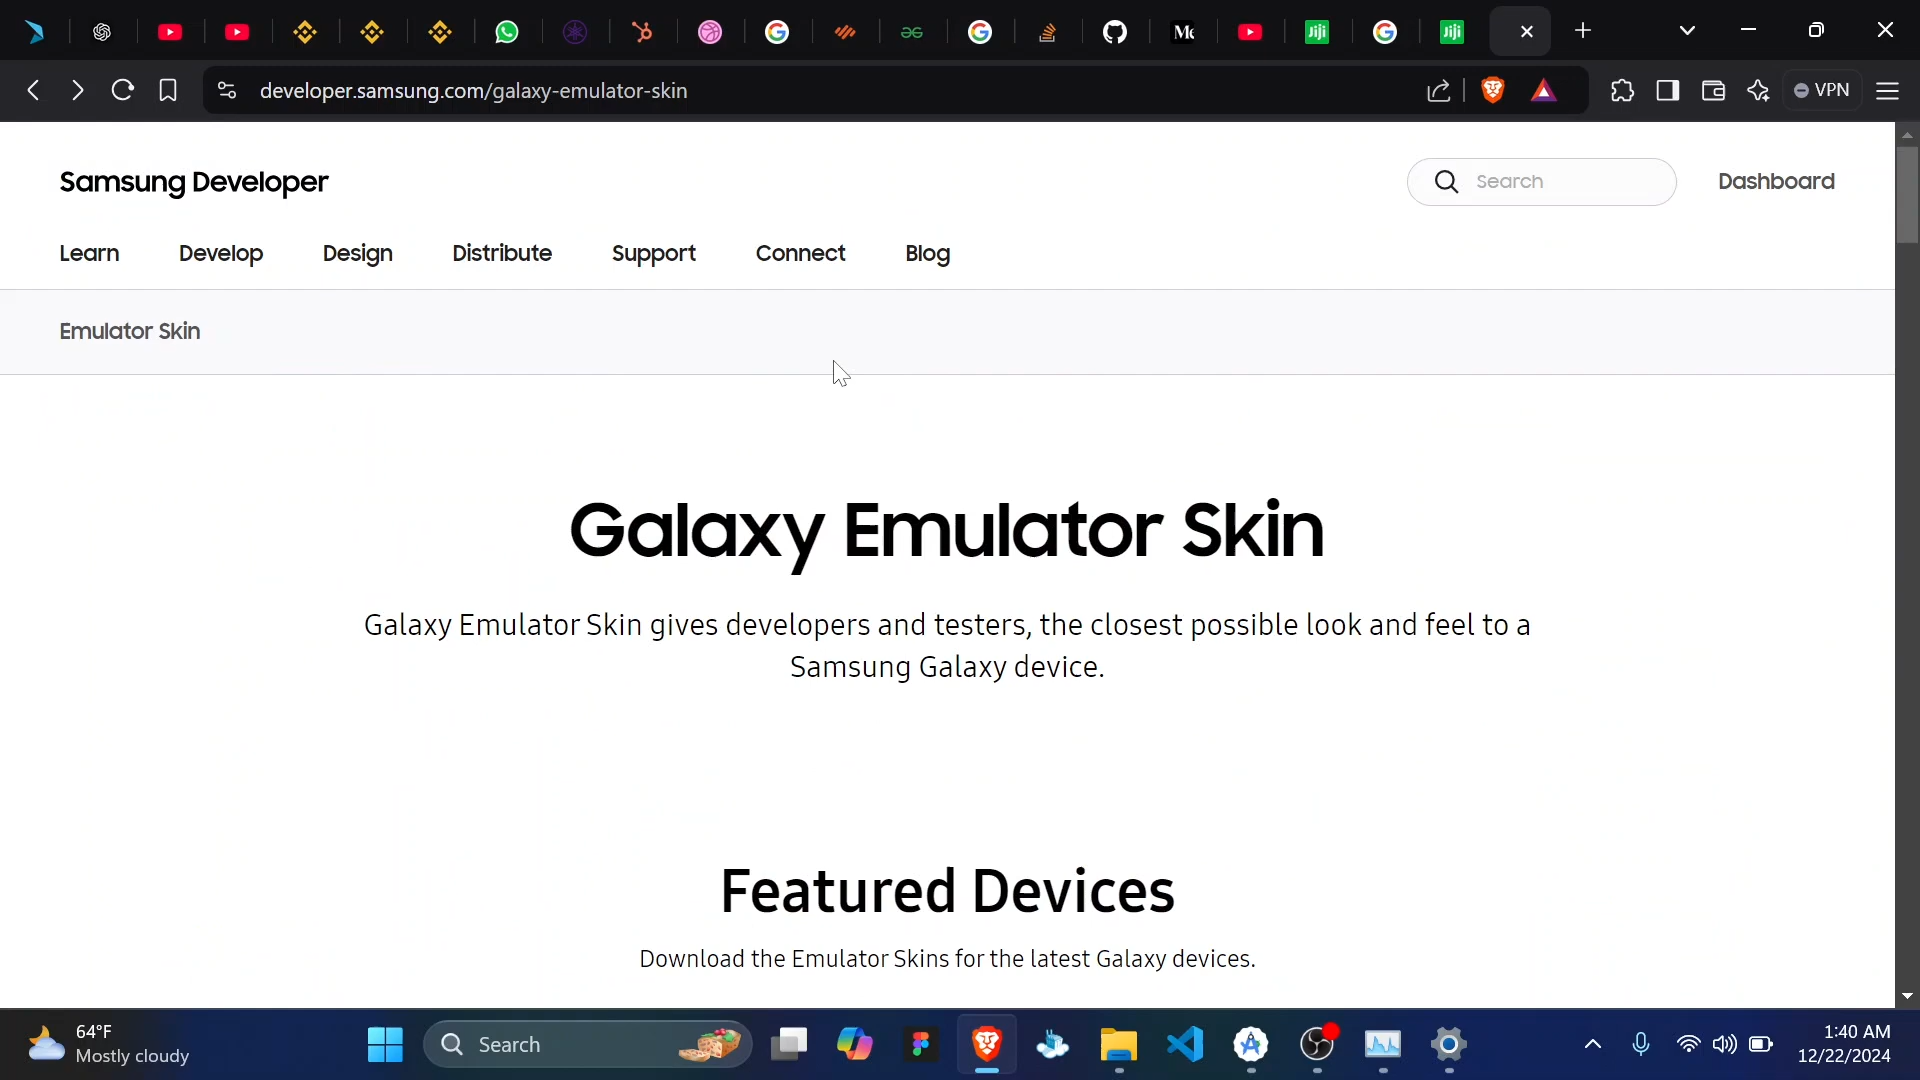 Jiji
Jiji
developer.samsung.com/galaxy-emulator-skin
VPN
Samsung Developer
Search
Dashboard
Learn
Develop
Design
Distribute
Support
Connect
Blog
Emulator Skin
Galaxy Emulator Skin
Galaxy Emulator Skin gives developers and testers, the closest possible look and feel to a
Samsung Galaxy device.
Featured Devices
Download the Emulator Skins for the latest Galaxy devices.
64°F
Mostly cloudy
Search
1:40 AM
12/22/2024